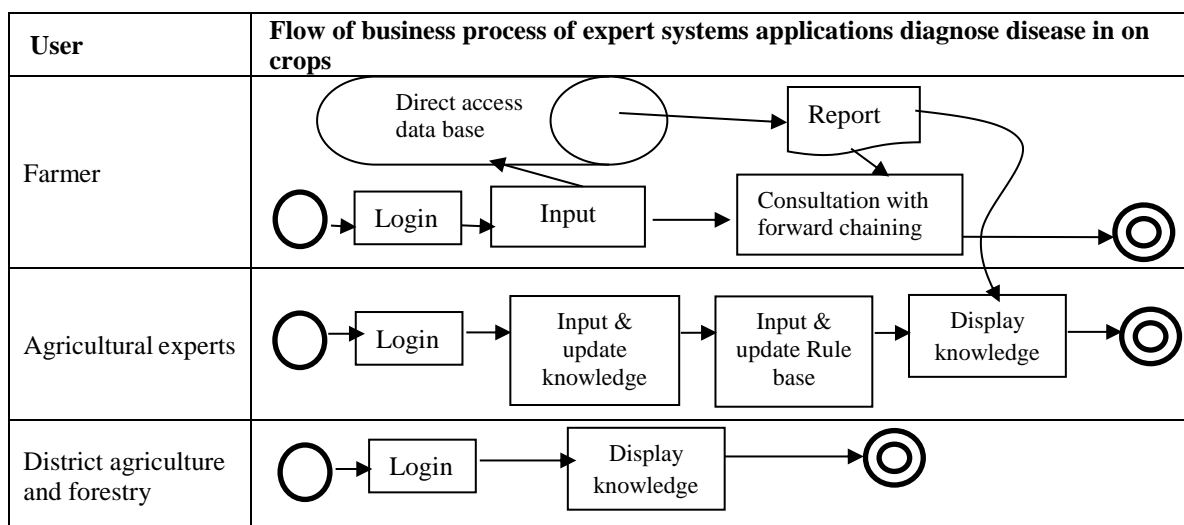 User
Flow of business process of expert systems applications diagnose disease in on
crops
Farmer
Direct access
data base
Report
Login
Input
Consultation with
forward chaining
Agricultural experts
Login
Input &
update
knowledge
Input &
update Rule
base
Display
knowledge
District agriculture
and forestry
Login
Display
knowledge